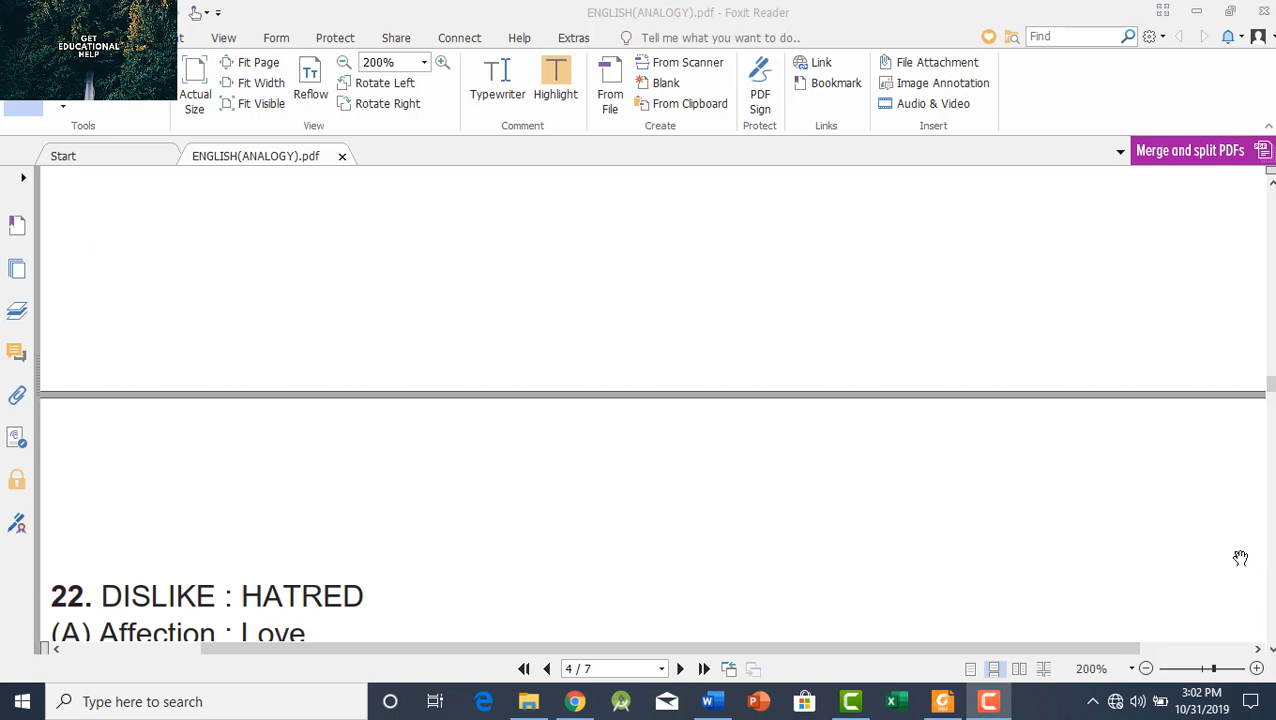 ENGLISH(ANALOGY).pdf - Foxit Reader
GET
EDUCATIONAL
HELP
View Form Protect Share Connect Help Extras Tell me what you want to do.. Find
Actual
Size
Fit Page
Fit Width
Fit Visible
Reflow
200%
Rotate Left
Rotate Right
Typewriter
Highlight
From
File
From Scanner
Blank
From Clipboard
PDF
Sign
Link
Bookmark
File Attachment
Image Annotation
Audio & Video
Tools View Comment Create Protect Links Insert
Start ENGLISH(ANALOGY).pdf Merge and split PDFs
22. DISLIKE : HATRED
(A) Affection : Love
4 / 7 200%
Type here to search
3:02 PM
10/31/2019